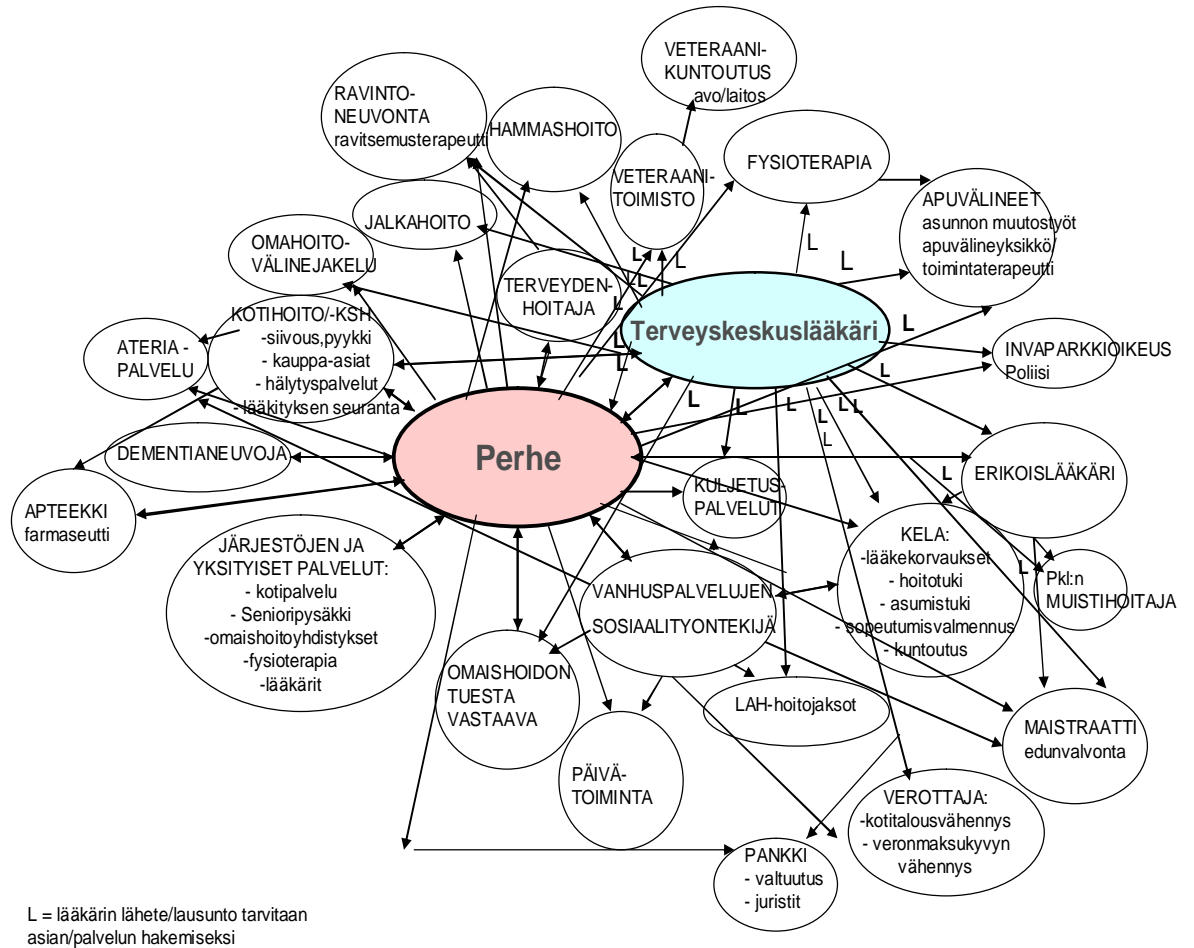 VETERAANI-
KUNTOUTUS
avo/laitos
RAVINTO-
NEUVONTA
ravitsemusterapeutti
HAMMASHOITO
VETERAANI-
TOIMISTO
FYSIOTERAPIA
APUVÄLINEET
asunnon muutostyöt
apuvälineyksikkö/
toimintaterapeutti
JALKAHOITO
OMAHOITO-
VÄLINEJAKELU
TERVEYDEN-
HOITAJA
L
L
L
L
L
L
L
L
L
Terveyskeskuslääkäri
L
INVAPARKKIOIKEUS
Poliisi
L
KOTIHOITO/-KSH
-siivous,pyykki
- kauppa-asiat
- hälytyspalvelut
- lääkityksen seuranta
ATERIA -
PALVELU
L
L
L
L
L
L
L
Perhe
DEMENTIANEUVOJA
ERIKOISLÄÄKÄRI
L
KULJETUS-
PALVELUT
APTEEKKI
farmaseutti
JÄRJESTÖJEN JA
YKSITYISET PALVELUT:
- kotipalvelu
- Senioripysäkki
-omaishoitoyhdistykset
-fysioterapia
-lääkärit
KELA:
-lääkekorvaukset
- hoitotuki
- asumistuki
- sopeutumisvalmennus
- kuntoutus
L
Pkl:n
MUISTIHOITAJA
VANHUSPALVELUJEN
SOSIAALITYONTEKIJÄ
OMAISHOIDON
TUESTA
VASTAAVA
LAH-hoitojaksot
MAISTRAATTI
edunvalvonta
PÄIVÄ-
TOIMINTA
VEROTTAJA:
-kotitalousvähennys
- veronmaksukyvyn
vähennys
PANKKI
- valtuutus
- juristit
L = lääkärin lähete/lausunto tarvitaan
asian/palvelun hakemiseksi